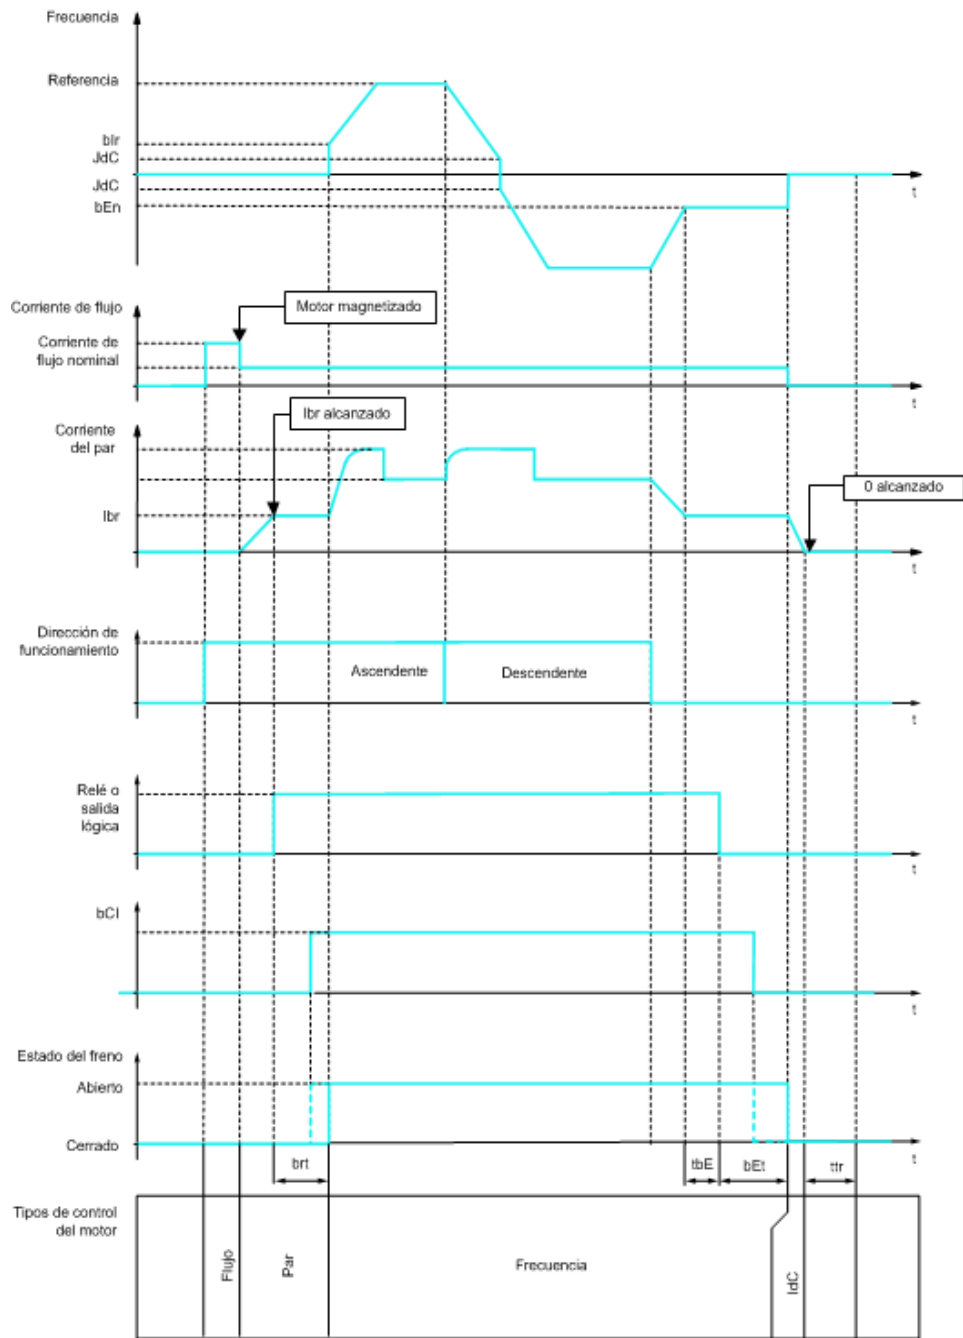 Frecuencia
Referencia
bIr
JdC
JdC
bEn
t
Corriente de flujo
Motor magnetizado
Corriente de
flujo nominal
t
Corriente
del par
Ibr alcanzado
0 alcanzado
Ibr
t
Dirección de
funcionamiento
Ascendente
Descendente
t
Relé o
salida
lógica
t
bCI
t
Estado del freno
Abierto
Cerrado
t
brt
tbE
bEt
ttr
Tipos de control
del motor
Flujo
Par
Frecuencia
IdC